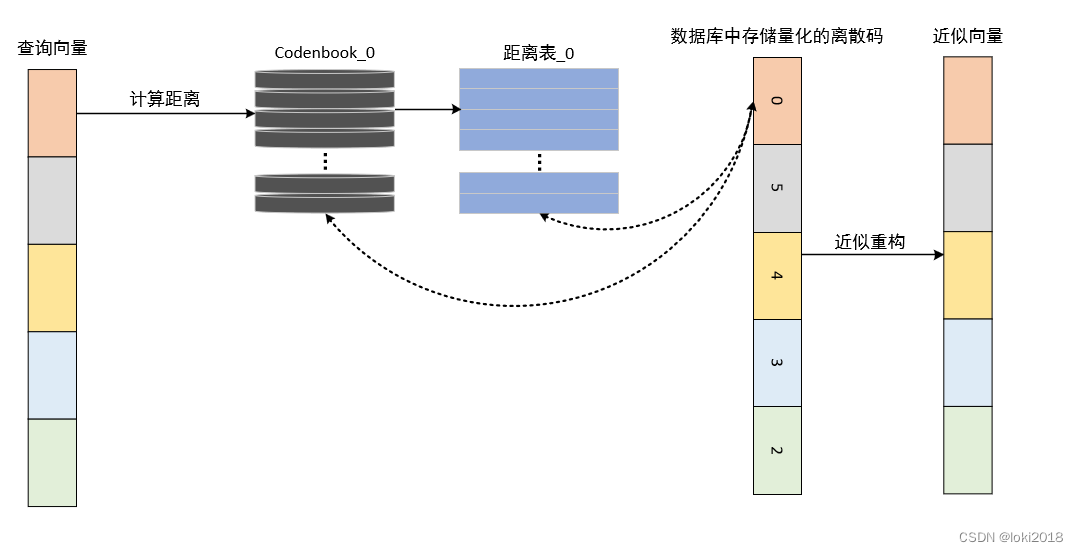 查询向量
计算距离
Codenbook_0
距离表_0
数据库中存储量化的离散码
0
5
4
3
2
近似重构
近似向量
CSDN @loki2018